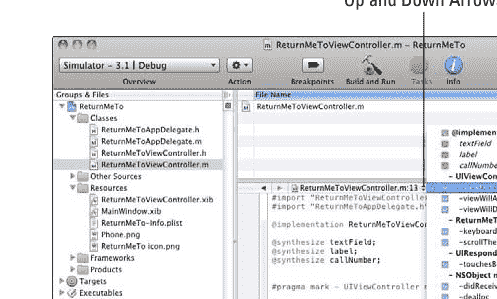 Up and Down Arrows
ReturnMeToViewController.m – ReturnMeTo
Simulator - 3.1 | Debug
Overview Action Breakpoints Build and Run Tasks Info
Groups & Files
File Name
ReturnMeTo
ReturnMeToViewController.m
Classes
ReturnMeToAppDelegate.h
ReturnMeToAppDelegate.m
ReturnMeToViewController.h
ReturnMeToViewController.m
Other Sources
Resources
ReturnMeToViewController.xib
MainWindow.xib
ReturnMeTo-Info.plist
Phone.png
ReturnMeTo icon.png
Frameworks
Products
Targets
Executables
ReturnMeToViewController.m:13
#import "ReturnMeToViewController
#import "ReturnMeToAppDelegate.h"
@implementation ReturnMeToViewCon
@synthesize textField;
@synthesize label;
@synthesize callNumber;
#pragma mark - UIViewController
@implemen
textField
label
callNumbe
- UIViewCont
-viewWillA
-viewWillD
- ReturnMeT
-keyboard
-scrollThe
- UIRespond
-touchesB
- NSObject m
-didRecei
-dealloc